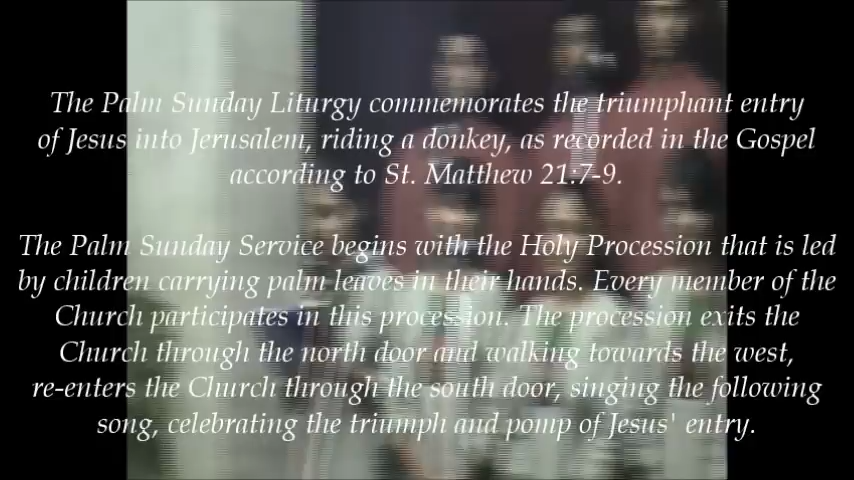 The Palm Sunday Liturgy commemorates the triumphant entry
of Jesus into Jerusalem, riding a donkey, as recorded in the Gospel
according to St. Matthew 21:7-9.
The Palm Sunday Service begins with the Holy Procession that is led
by children carrying palm leaves in their hands. Every member of the
Church participates in this procession. The procession exits the
Church through the north door and walking towards the west,
re-enters the Church through the south door, singing the following
song, celebrating the triumph and pomp of Jesus' entry.